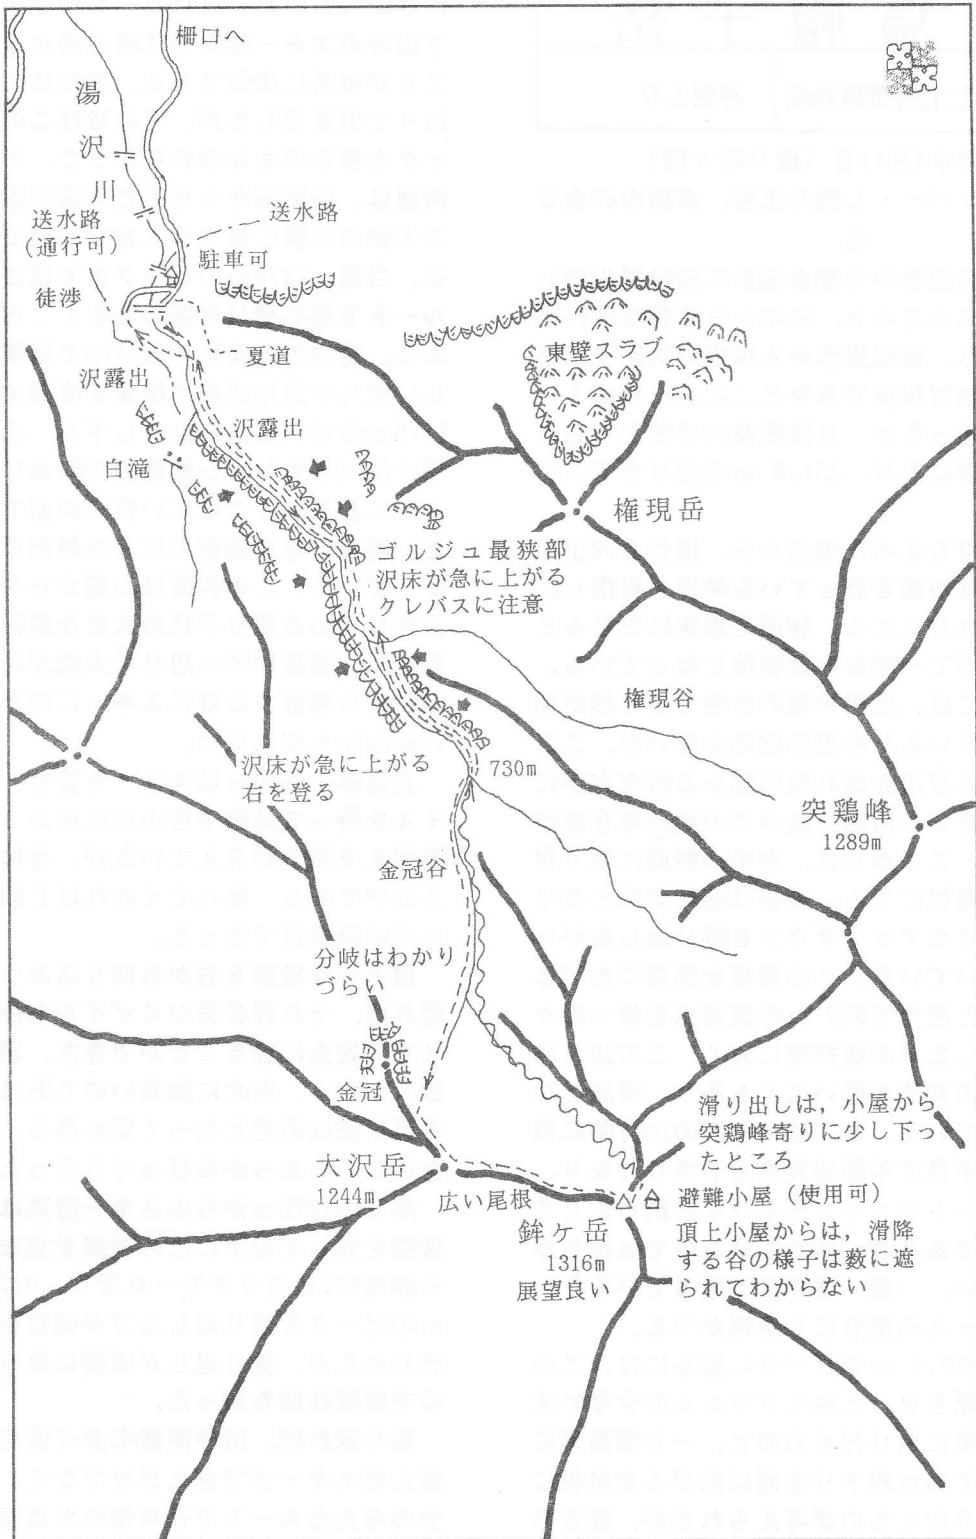 柵口へ
湯
沢
川
送水路
(通行可)
送水路
駐車可
徒渉
夏道
東壁スラブ
沢露出
沢露出
白滝
権現岳
ゴルジュ最狭部
沢床が急に上がる
クレバスに注意
権現谷
沢床が急に上がる
右を登る
730m
突鶏峰
1289m
金冠谷
分岐はわかり
づらい
金冠
滑り出しは，小屋から
突鶏峰寄りに少し下っ
たところ
大沢岳
1244m
広い尾根
避難小屋（使用可）
鉾ヶ岳
1316m
展望良い
頂上小屋からは，滑降
する谷の様子は藪に遮
られてわからない